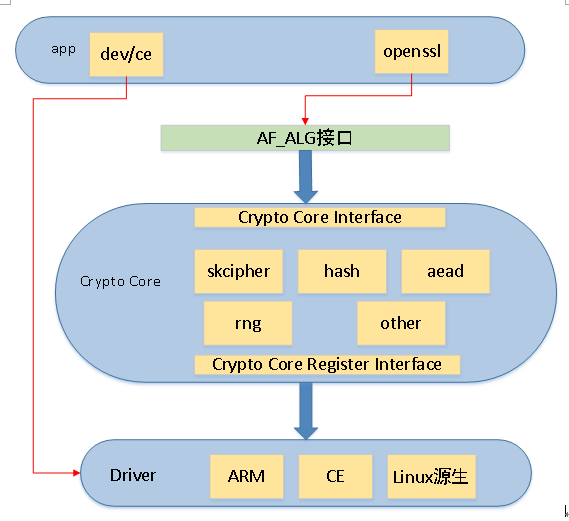 app
dev/ce
openssl
AF_ALG接口
Crypto Core Interface
skcipher
hash
aead
Crypto Core
rng
other
Crypto Core Register Interface
Driver
ARM
CE
Linux源生